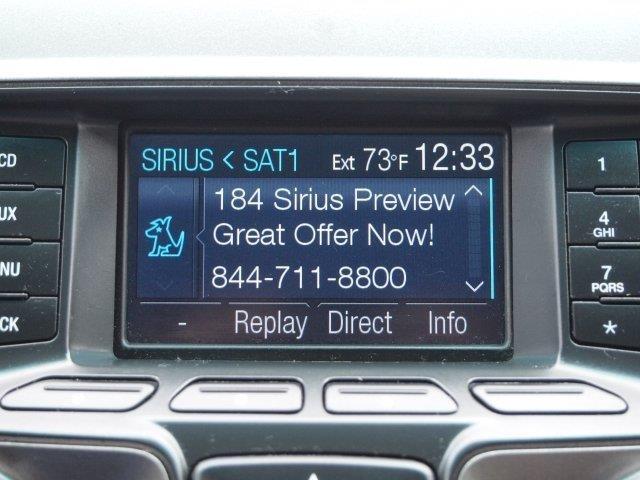 SIRIUS < SAT1 Ext 73°F 12:33
184 Sirius Preview
Great Offer Now!
844-711-8800
- Replay Direct Info
CD
UX
NU
CK
1
4
GHI
7
PQRS
*